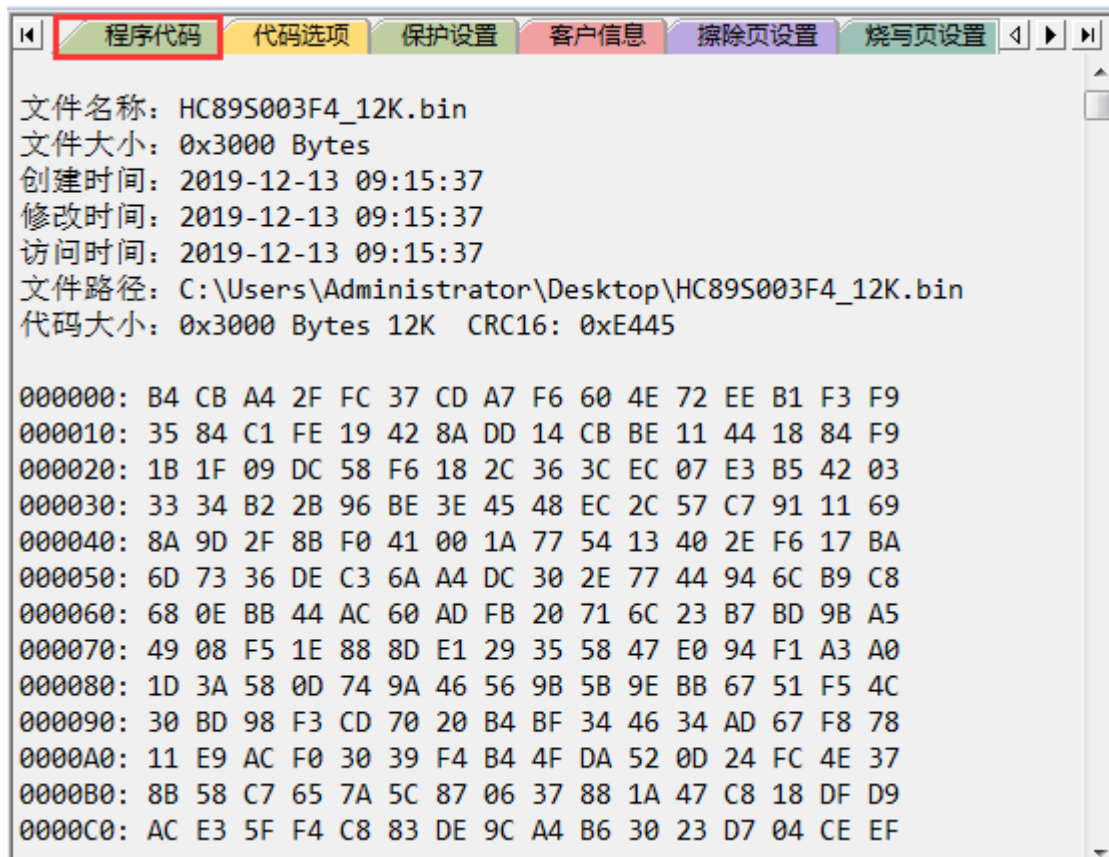 程序代码 代码选项 保护设置 客户信息 擦除页设置 烧写页设置
文件名称: HC89S003F4_12K.bin
文件大小: 0x3000 Bytes
创建时间: 2019-12-13 09:15:37
修改时间: 2019-12-13 09:15:37
访问时间: 2019-12-13 09:15:37
文件路径: C:\Users\Administrator\Desktop\HC89S003F4_12K.bin
代码大小: 0x3000 Bytes 12K CRC16: 0xE445
000000: B4 CB A4 2F FC 37 CD A7 F6 60 4E 72 EE B1 F3 F9
000010: 35 84 C1 FE 19 42 8A DD 14 CB BE 11 44 18 84 F9
000020: 1B 1F 09 DC 58 F6 18 2C 36 3C EC 07 E3 B5 42 03
000030: 33 34 B2 2B 96 BE 3E 45 48 EC 2C 57 C7 91 11 69
000040: 8A 9D 2F 8B F0 41 00 1A 77 54 13 40 2E F6 17 BA
000050: 6D 73 36 DE C3 6A A4 DC 30 2E 77 44 94 6C B9 C8
000060: 68 0E BB 44 AC 60 AD FB 20 71 6C 23 B7 BD 9B A5
000070: 49 08 F5 1E 88 8D E1 29 35 58 47 E0 94 F1 A3 A0
000080: 1D 3A 58 0D 74 9A 46 56 9B 5B 9E BB 67 51 F5 4C
000090: 30 BD 98 F3 CD 70 20 B4 BF 34 46 34 AD 67 F8 78
0000A0: 11 E9 AC F0 30 39 F4 B4 4F DA 52 0D 24 FC 4E 37
0000B0: 8B 58 C7 65 7A 5C 87 06 37 88 1A 47 C8 18 DF D9
0000C0: AC E3 5F F4 C8 83 DE 9C A4 B6 30 23 D7 04 CE EF